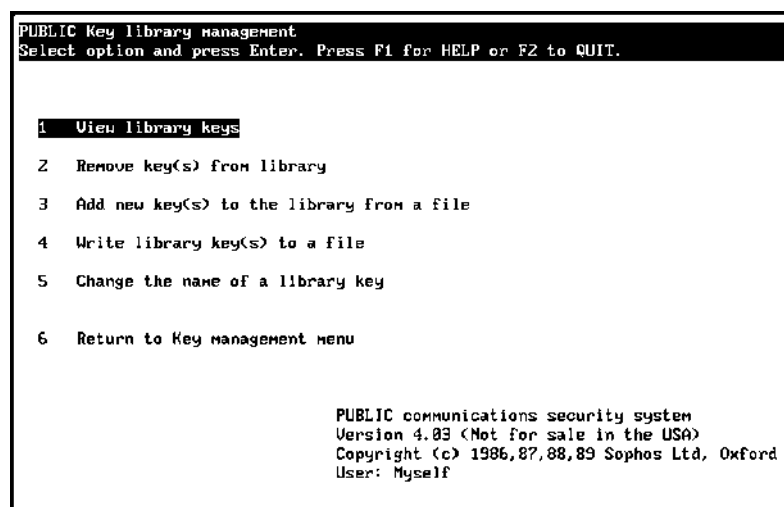 PUBLIC Key library management
Select option and press Enter. Press F1 for HELP or F2 to QUIT.
1 View library keys
2 Remove key(s) from library
3 Add new key(s) to the library from a file
4 Write library key(s) to a file
5 Change the name of a library key
6 Return to Key management menu
PUBLIC communications security system
Version 4.03 (Not for sale in the USA)
Copyright (c) 1986,87,88,89 Sophos Ltd, Oxford
User: Myself